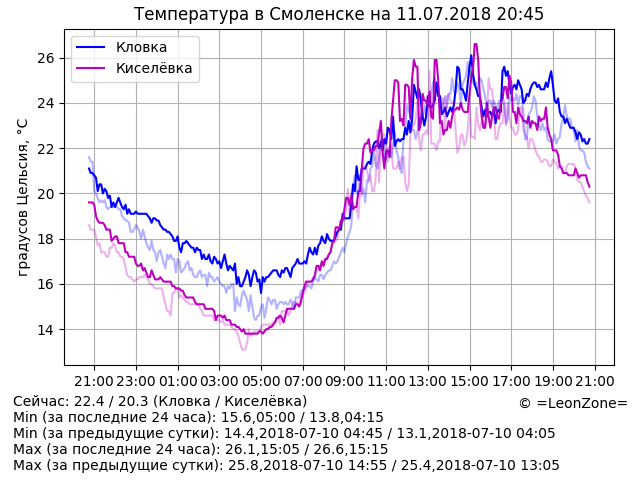 Температура в Смоленске на 11.07.2018 20:45
Кловка
Киселёвка
градусов Цельсия, °C
26
24
22
20
18
16
14
21:00 23:00 01:00 03:00 05:00 07:00 09:00 11:00 13:00 15:00 17:00 19:00 21:00
Сейчас: 22.4 / 20.3 (Кловка / Киселёвка)
© =LeonZone=
Min (за последние 24 часа): 15.6,05:00 / 13.8,04:15
Min (за предыдущие сутки): 14.4,2018-07-10 04:45 / 13.1,2018-07-10 04:05
Max (за последние 24 часа): 26.1,15:05 / 26.6,15:15
Max (за предыдущие сутки): 25.8,2018-07-10 14:55 / 25.4,2018-07-10 13:05